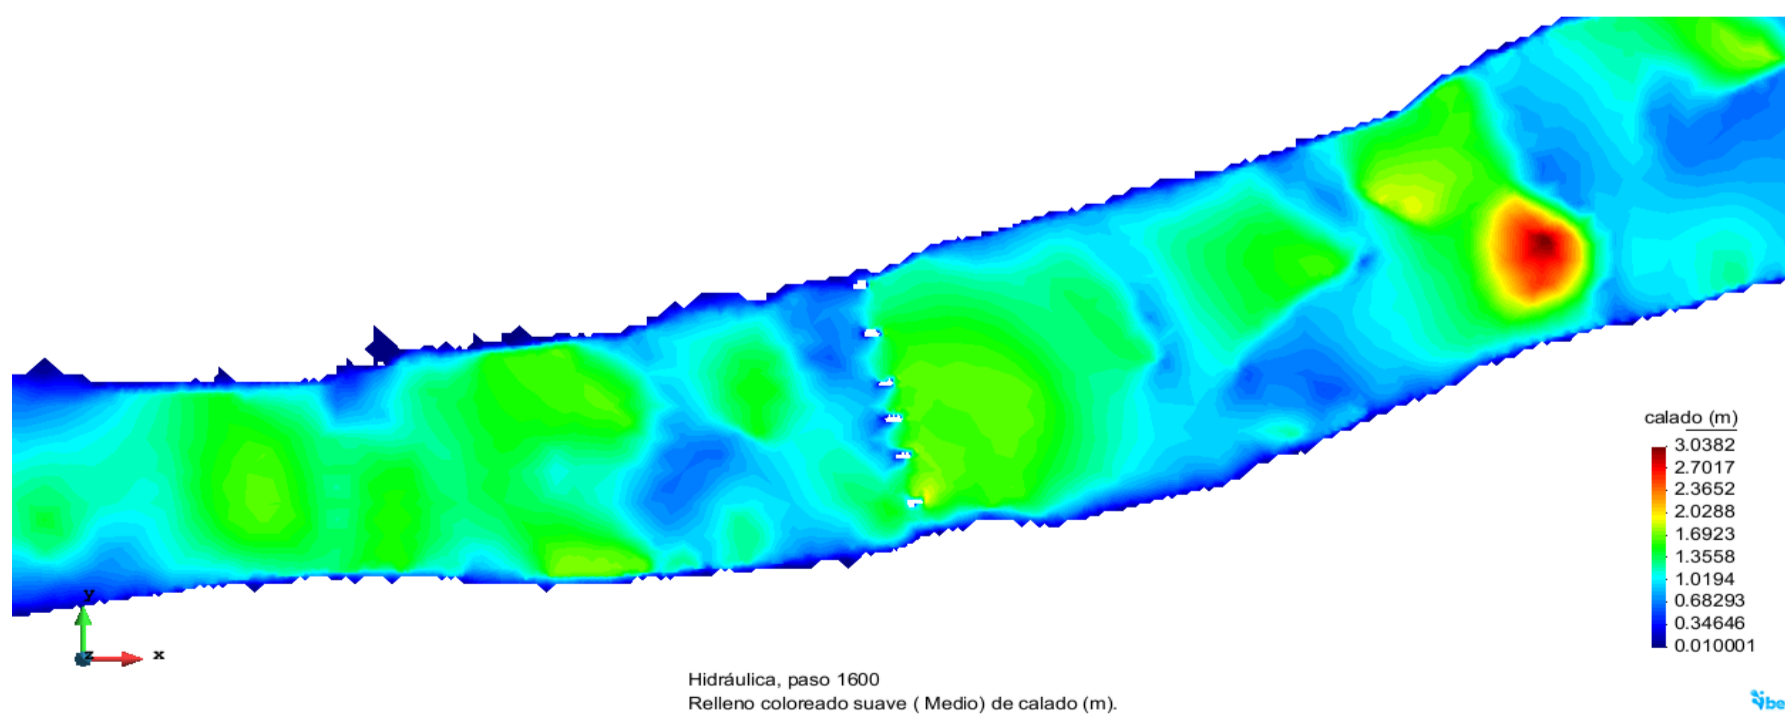 calado (m)
3.0382
2.7017
2.3652
2.0288
1.6923
1.3558
1.0194
0.68293
0.34646
0.010001
y
z
x
Hidráulica, paso 1600
Relleno coloreado suave ( Medio) de calado (m).